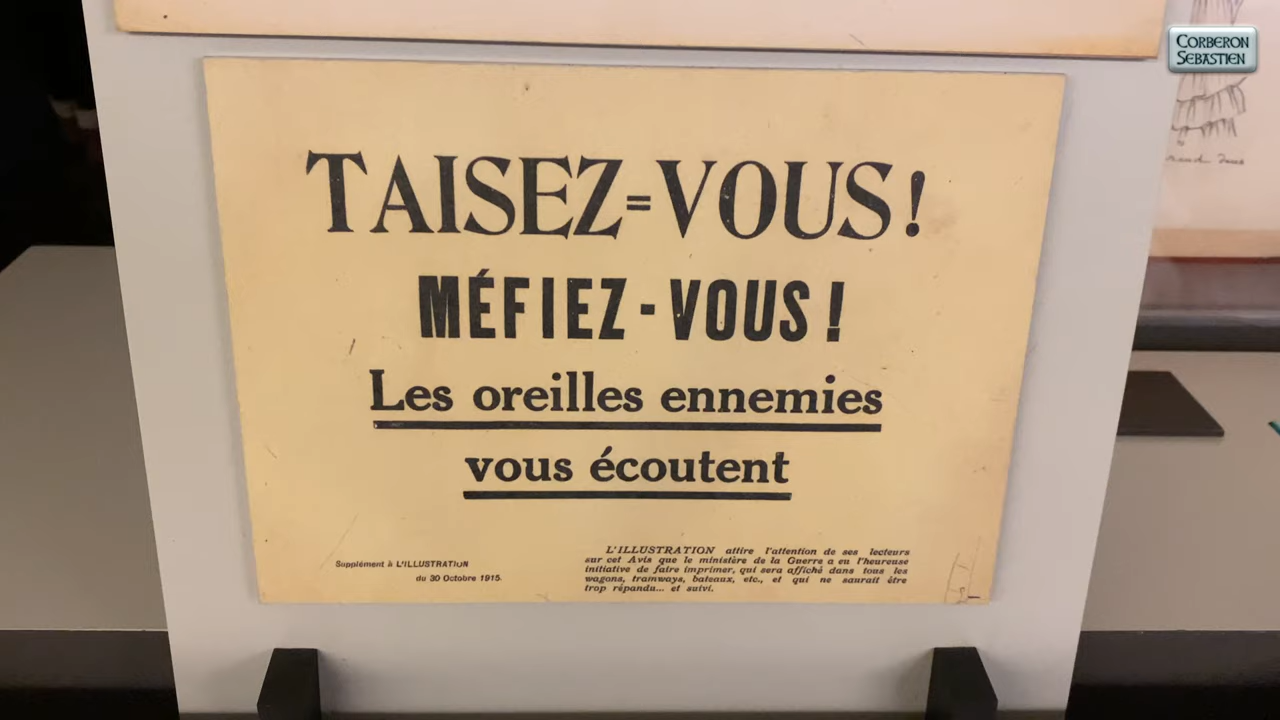 CORBERON
SEBASTIEN
TAISEZ=VOUS!
MÉFIEZ-VOUS!
Les oreilles ennemies
vous écoutent
Supplément à L'ILLUSTRATION
du 30 Octobre 1915.
L'ILLUSTRATION attire l'attention de ses lecteurs
sur cet Avis que le ministère de la Guerre a eu l'heureuse
initiative de faire imprimer, qui sera affiché dans tous les
wagons, tramways, bateaux, etc., et qui ne saurait être
trop répandu... et suivi.